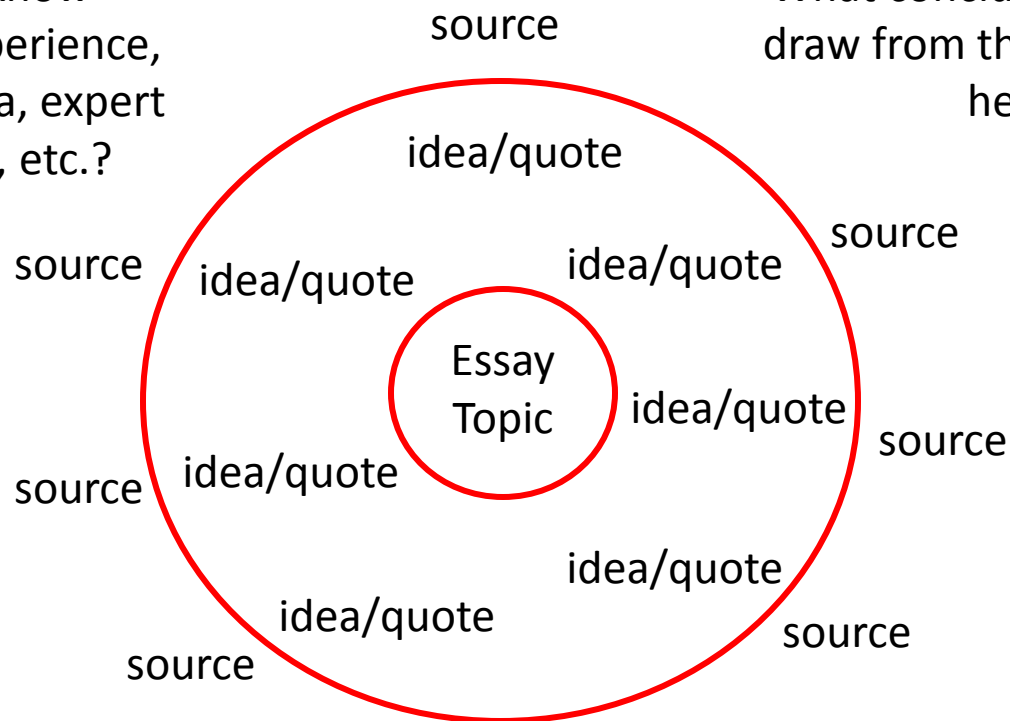 source
perience,
draw from th
a, expert
he
, etc.?
idea/quote
source
source
idea/quote
idea/quote
Essay
Topic
idea/quote
source
source
idea/quote
idea/quote
idea/quote
source
source